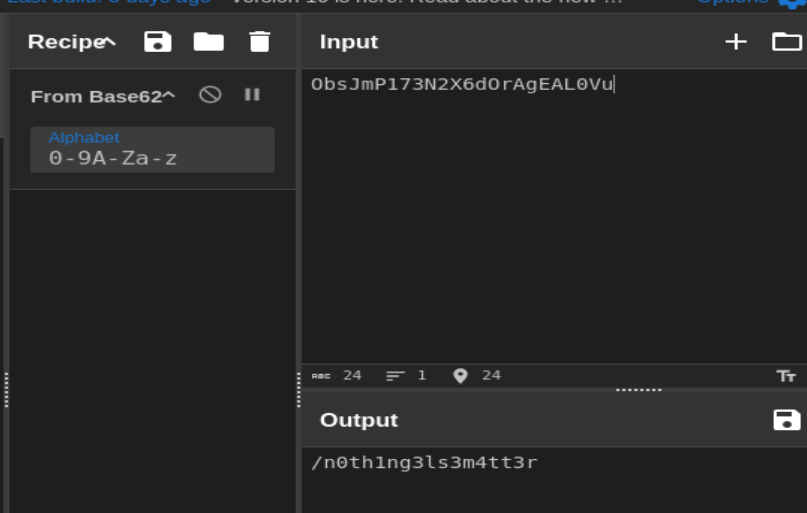 Last build: 3 days ago
Version 10 is here! Read about the new ...
Options
Recipe
Input
From Base62
Alphabet
0-9A-Za-z
ObsJmP173N2X6dOrAgEAL0Vu
ABC 24
1
24
Tт
Output
/n0th1ng3ls3m4tt3r